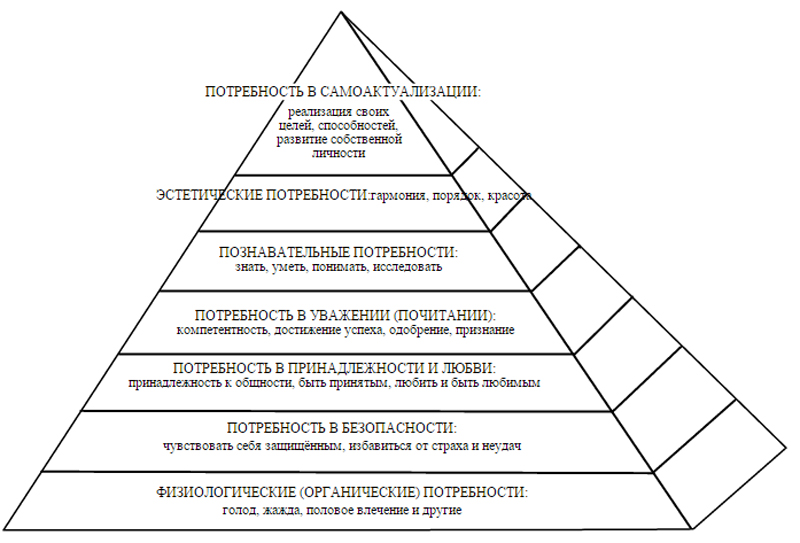 ПОТРЕБНОСТЬ В САМОАКТУАЛИЗАЦИИ:
реализация своих
целей, способностей,
развитие собственной
личности
ЭСТЕТИЧЕСКИЕ ПОТРЕБНОСТИ:гармония, порядок, красота
ПОЗНАВАТЕЛЬНЫЕ ПОТРЕБНОСТИ:
знать, уметь, понимать, исследовать
ПОТРЕБНОСТЬ В УВАЖЕНИИ (ПОЧИТАНИИ):
компетентность, достижение успеха, одобрение, признание
ПОТРЕБНОСТЬ В ПРИНАДЛЕЖНОСТИ И ЛЮБВИ:
принадлежность к общности, быть принятым, любить и быть любимым
ПОТРЕБНОСТЬ В БЕЗОПАСНОСТИ:
чувствовать себя защищённым, избавиться от страха и неудач
ФИЗИОЛОГИЧЕСКИЕ (ОРГАНИЧЕСКИЕ) ПОТРЕБНОСТИ:
голод, жажда, половое влечение и другие